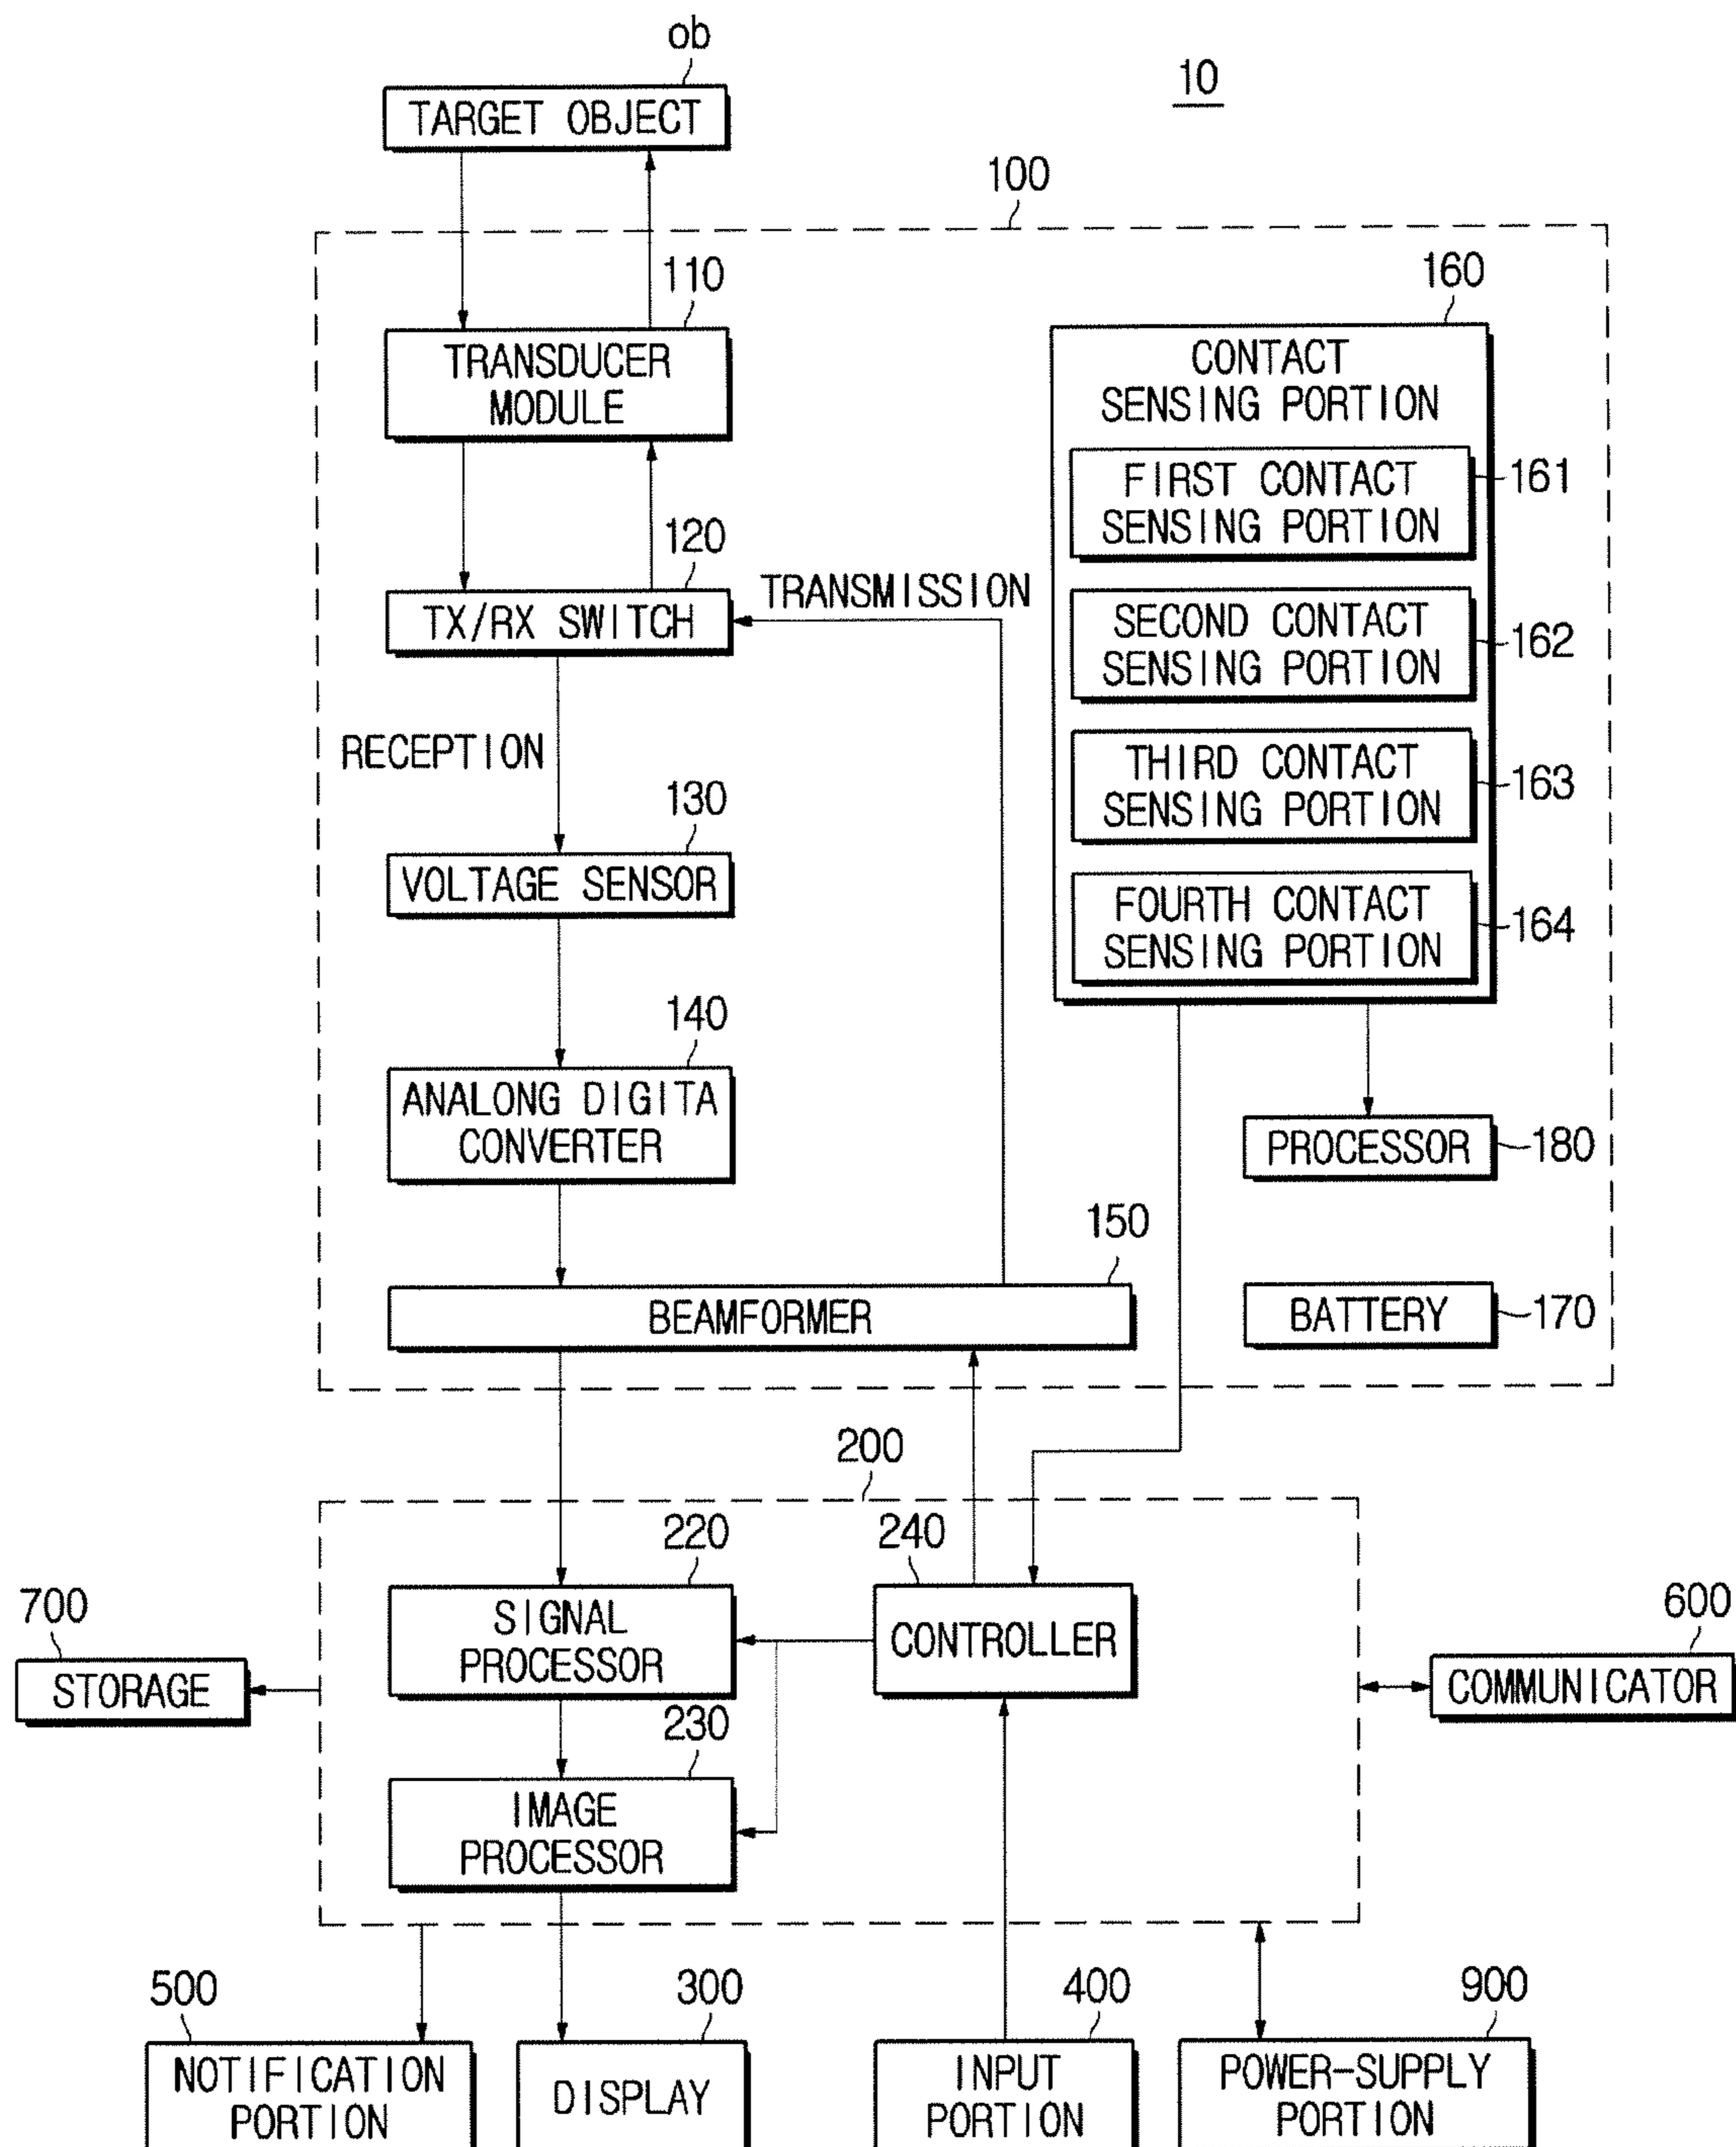 ob
TARGET OBJECT
10
100
110
TRANSDUCER
MODULE
160
CONTACT
SENSING PORTION
FIRST CONTACT
SENSING PORTION
161
120
TX/RX SWITCH
TRANSMISSION
SECOND CONTACT
SENSING PORTION
162
RECEPTION
THIRD CONTACT
SENSING PORTION
163
130
VOLTAGE SENSOR
FOURTH CONTACT
SENSING PORTION
164
140
ANALONG DIGITA
CONVERTER
PROCESSOR
180
150
BEAMFORMER
BATTERY
170
200
220
SIGNAL
PROCESSOR
240
CONTROLLER
700
STORAGE
600
COMMUNICATOR
230
IMAGE
PROCESSOR
500
NOTIFICATION
PORTION
300
DISPLAY
400
INPUT
PORTION
900
POWER-SUPPLY
PORTION